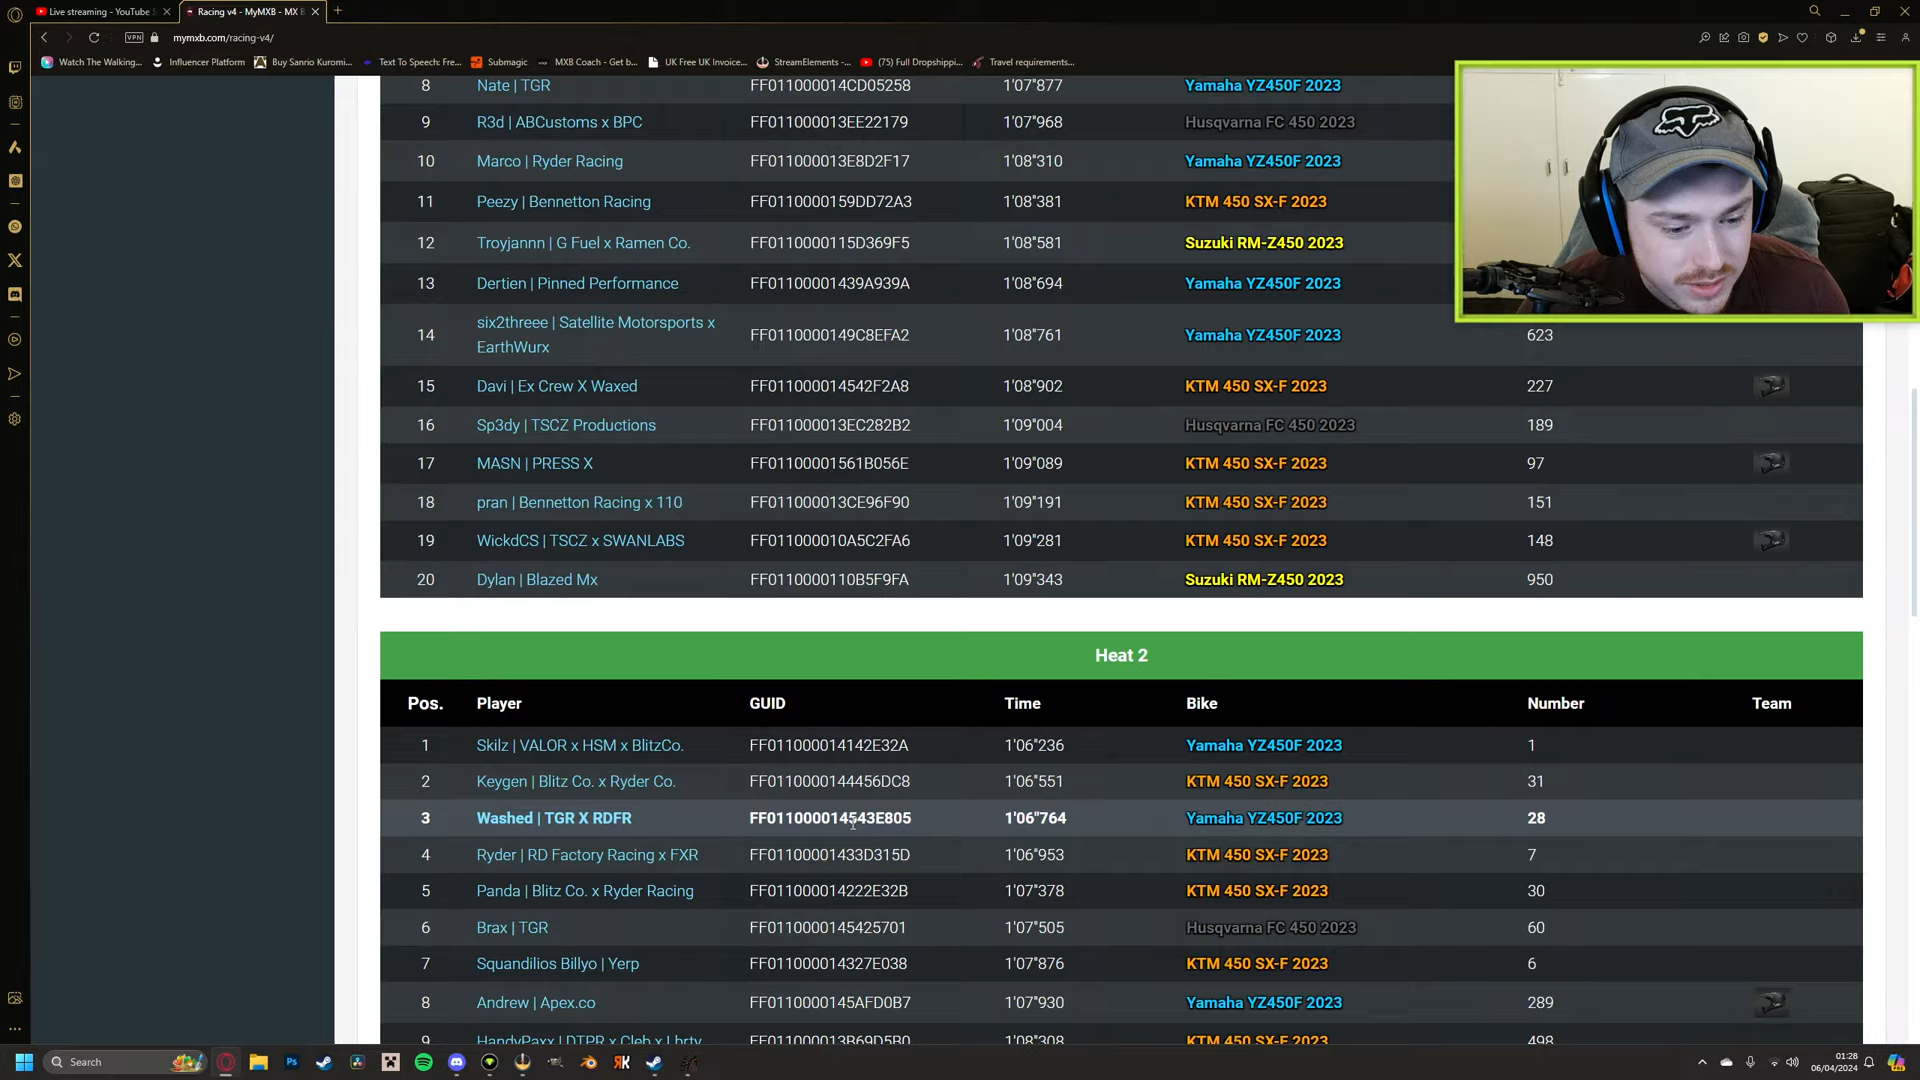 Live streaming - YouTube S
Racing v4 - MyMXB - MX B
VPN
mymxb.com/racing-v4/
Watch The Walking...
Influencer Platform
Buy Sanrio Kuromi...
Text To Speech: Fre...
Submagic
MXB Coach - Get b...
UK Free UK Invoice...
StreamElements -...
(75) Full Dropshippi...
Travel requirements...
8 Nate | TGR FF011000014CD05258 1'07"877 Yamaha YZ450F 2023
9 R3d | ABCustoms x BPC FF011000013EE22179 1'07"968 Husqvarna FC 450 2023
10 Marco | Ryder Racing FF011000013E8D2F17 1'08"310 Yamaha YZ450F 2023
11 Peezy | Bennetton Racing FF0110000159DD72A3 1'08"381 KTM 450 SX-F 2023
12 Troyjannn | G Fuel x Ramen Co. FF0110000115D369F5 1'08"581 Suzuki RM-Z450 2023
13 Dertien | Pinned Performance FF01100001439A939A 1'08"694 Yamaha YZ450F 2023
14 six2threee | Satellite Motorsports x EarthWurx FF0110000149C8EFA2 1'08"761 Yamaha YZ450F 2023 623
15 Davi | Ex Crew X Waxed FF011000014542F2A8 1'08"902 KTM 450 SX-F 2023 227
16 Sp3dy | TSCZ Productions FF011000013EC282B2 1'09"004 Husqvarna FC 450 2023 189
17 MASN | PRESS X FF01100001561B056E 1'09"089 KTM 450 SX-F 2023 97
18 pran | Bennetton Racing x 110 FF011000013CE96F90 1'09"191 KTM 450 SX-F 2023 151
19 WickdCS | TSCZ x SWANLABS FF011000010A5C2FA6 1'09"281 KTM 450 SX-F 2023 148
20 Dylan | Blazed Mx FF0110000110B5F9FA 1'09"343 Suzuki RM-Z450 2023 950
Heat 2
Pos. Player GUID Time Bike Number Team
1 Skilz | VALOR x HSM x BlitzCo. FF011000014142E32A 1'06"236 Yamaha YZ450F 2023 1
2 Keygen | Blitz Co. x Ryder Co. FF0110000144456DC8 1'06"551 KTM 450 SX-F 2023 31
3 Washed | TGR X RDFR FF011000014543E805 1'06"764 Yamaha YZ450F 2023 28
4 Ryder | RD Factory Racing x FXR FF01100001433D315D 1'06"953 KTM 450 SX-F 2023 7
5 Panda | Blitz Co. x Ryder Racing FF011000014222E32B 1'07"378 KTM 450 SX-F 2023 30
6 Brax | TGR FF0110000145425701 1'07"505 Husqvarna FC 450 2023 60
7 Squandilios Billyo | Yerp FF011000014327E038 1'07"876 KTM 450 SX-F 2023 6
8 Andrew | Apex.co FF0110000145AFD0B7 1'07"930 Yamaha YZ450F 2023 289
9 HandyPaxx | DTPR x Cleb x Lbrty FF011000013B69D5B0 1'08"308 KTM 450 SX-F 2023 498
Search
01:28
06/04/2024